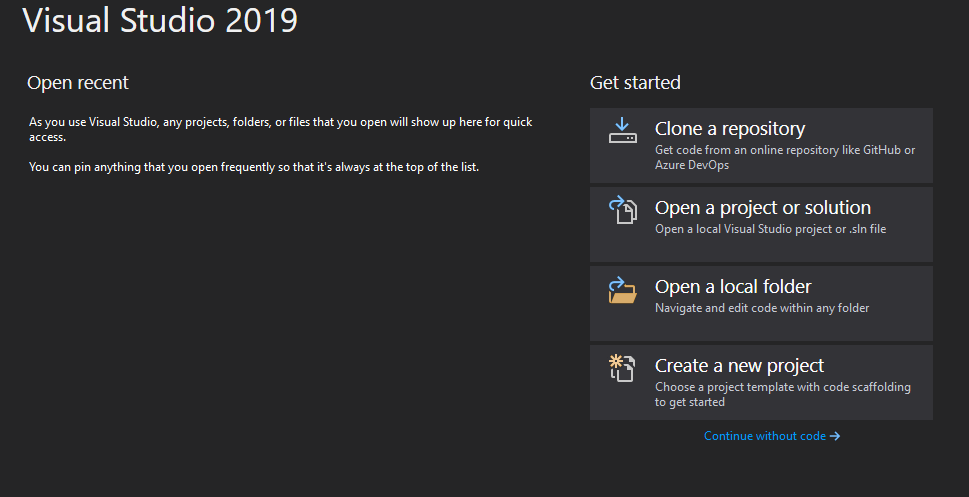 Visual Studio 2019
Open recent
As you use Visual Studio, any projects, folders, or files that you open will show up here for quick
access.
You can pin anything that you open frequently so that it's always at the top of the list.
Get started
Clone a repository
Get code from an online repository like GitHub or
Azure DevOps
Open a project or solution
Open a local Visual Studio project or .sln file
Open a local folder
Navigate and edit code within any folder
Create a new project
Choose a project template with code scaffolding
to get started
Continue without code →